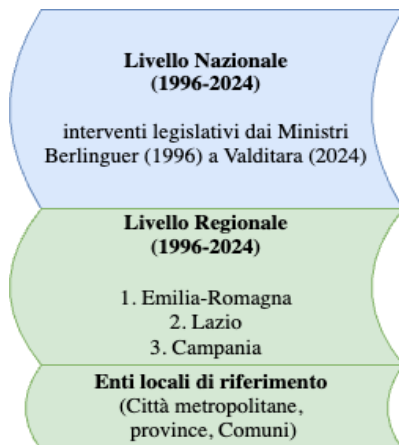 Livello Nazionale
(1996-2024)
interventi legislativi dai Ministri
Berlinguer (1996) a Valditara (2024)
Livello Regionale
(1996-2024)
1. Emilia-Romagna
2. Lazio
3. Campania
Enti locali di riferimento
(Città metropolitane,
province, Comuni)